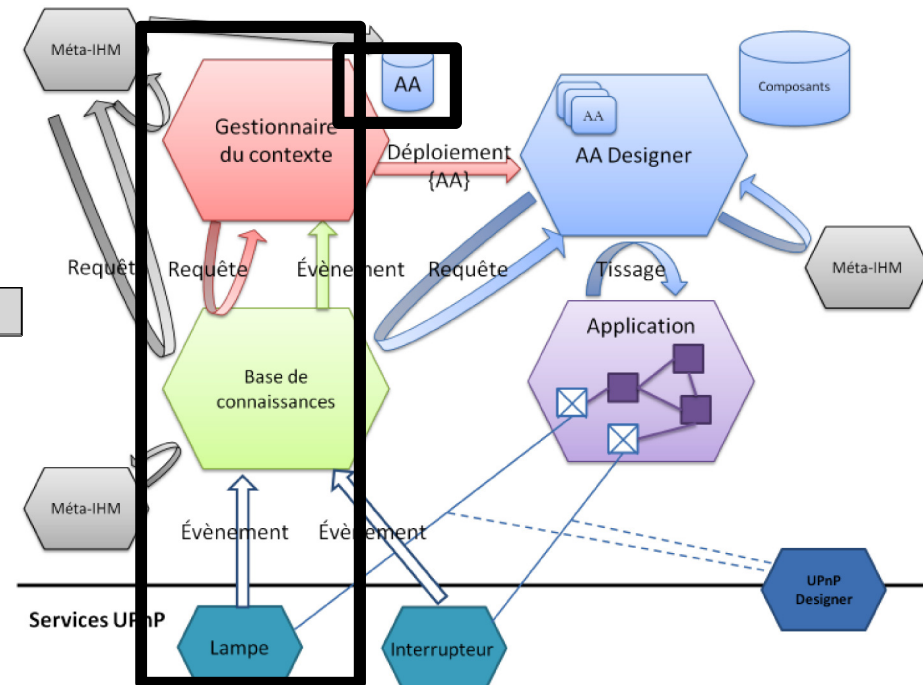 Méta-IHM
AA
Composants
Gestionnaire
du contexte
AA
AA Designer
Déploiement
{AA}
Requête
Requête
Évènement
Requête
Tissage
Méta-IHM
Application
Base de
connaissances
Méta-IHM
Évènement
Évènement
UPnP
Designer
Services UPnP
Lampe
Interrupteur